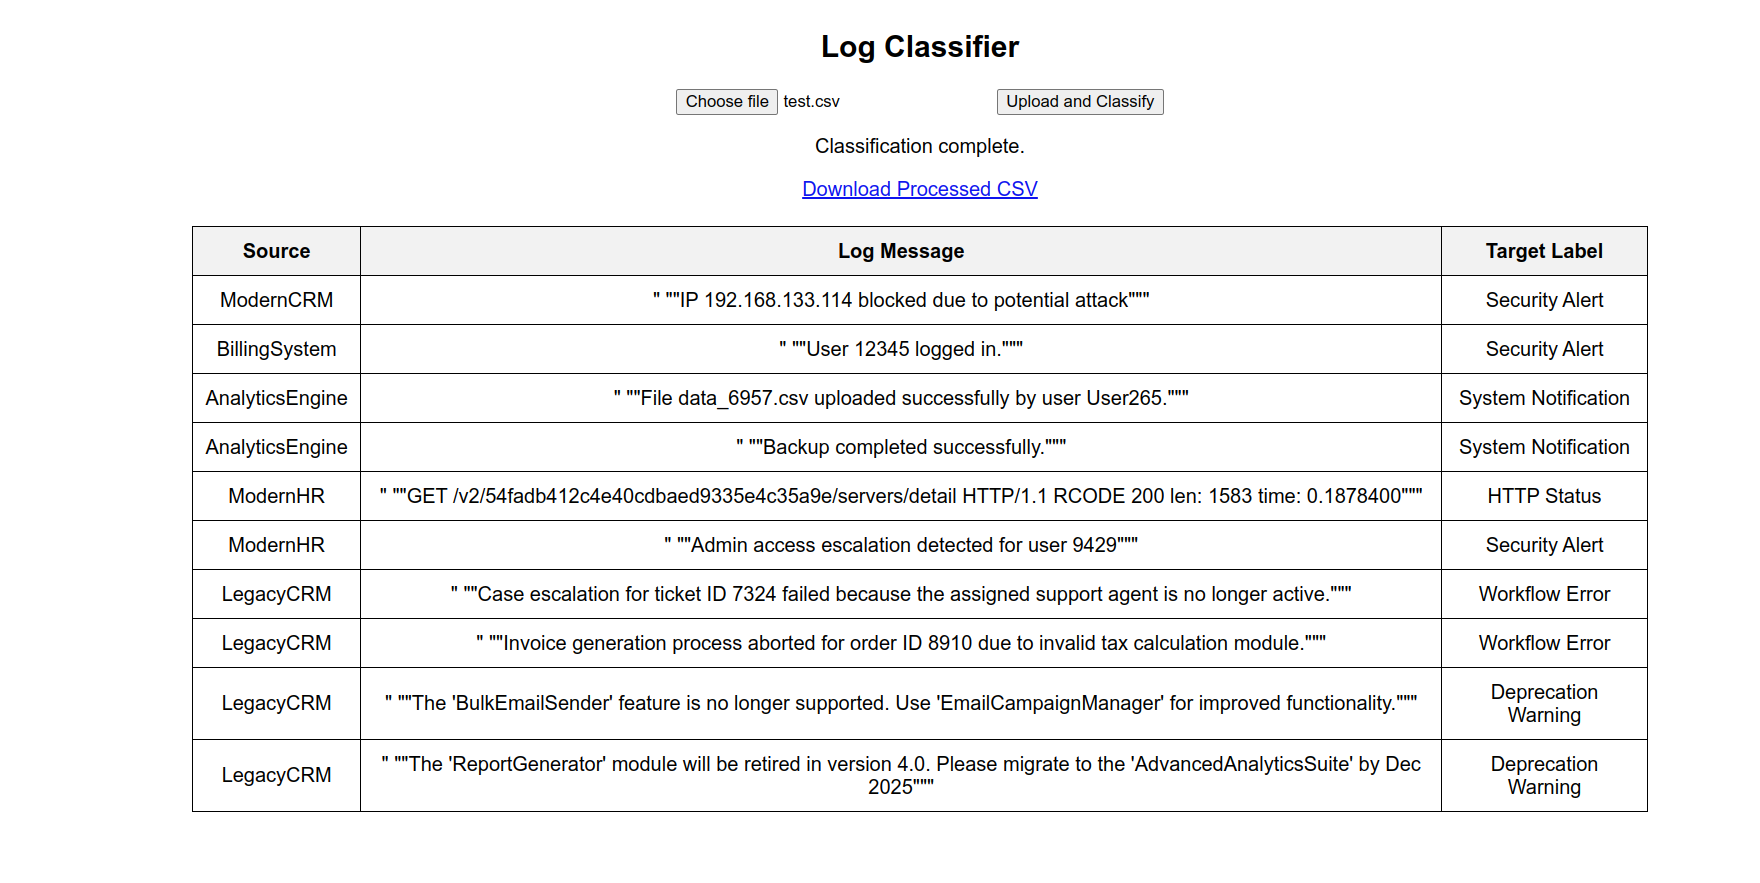 Log Classifier
Choose file test.csv Upload and Classify
Classification complete.
Download Processed CSV
Source Log Message Target Label
ModernCRM " ""IP 192.168.133.114 blocked due to potential attack""" Security Alert
BillingSystem " ""User 12345 logged in.""" Security Alert
AnalyticsEngine " ""File data_6957.csv uploaded successfully by user User265.""" System Notification
AnalyticsEngine " ""Backup completed successfully.""" System Notification
ModernHR " ""GET /v2/54fadb412c4e40cdbaed9335e4c35a9e/servers/detail HTTP/1.1 RCODE 200 len: 1583 time: 0.1878400""" HTTP Status
ModernHR " ""Admin access escalation detected for user 9429""" Security Alert
LegacyCRM " ""Case escalation for ticket ID 7324 failed because the assigned support agent is no longer active.""" Workflow Error
LegacyCRM " ""Invoice generation process aborted for order ID 8910 due to invalid tax calculation module.""" Workflow Error
LegacyCRM " ""The 'BulkEmailSender' feature is no longer supported. Use 'EmailCampaignManager' for improved functionality.""" Deprecation
Warning
LegacyCRM " ""The 'ReportGenerator' module will be retired in version 4.0. Please migrate to the 'AdvancedAnalyticsSuite' by Dec
2025""" Deprecation
Warning